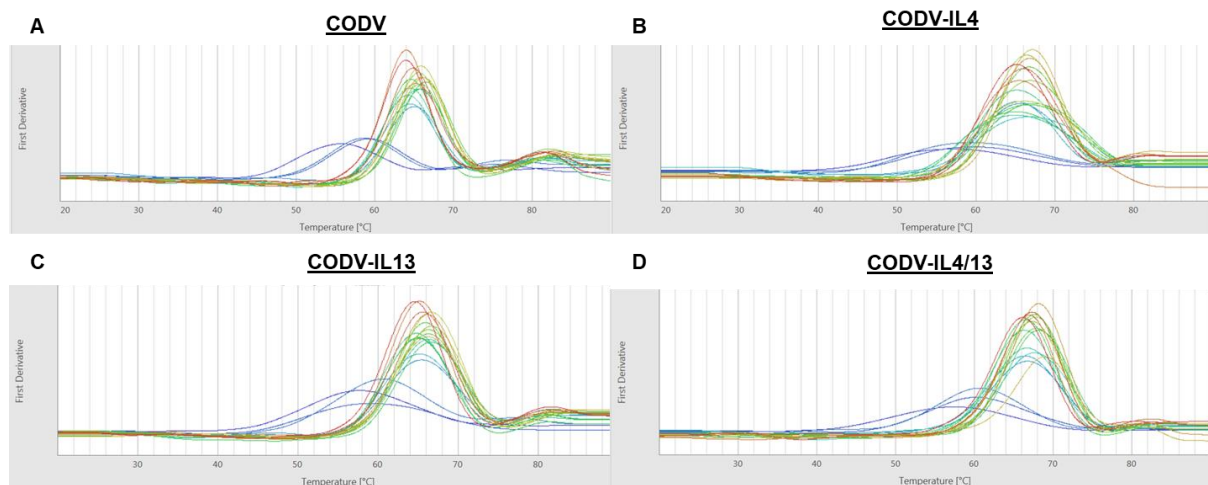 A
CODV
First Derivative
20 30 40 50 60 70 80
Temperature [°C]
B
CODV-IL4
First Derivative
20 30 40 50 60 70 80
Temperature [°C]
C
CODV-IL13
First Derivative
30 40 50 60 70 80
Temperature [°C]
D
CODV-IL4/13
First Derivative
30 40 50 60 70 80
Temperature [°C]